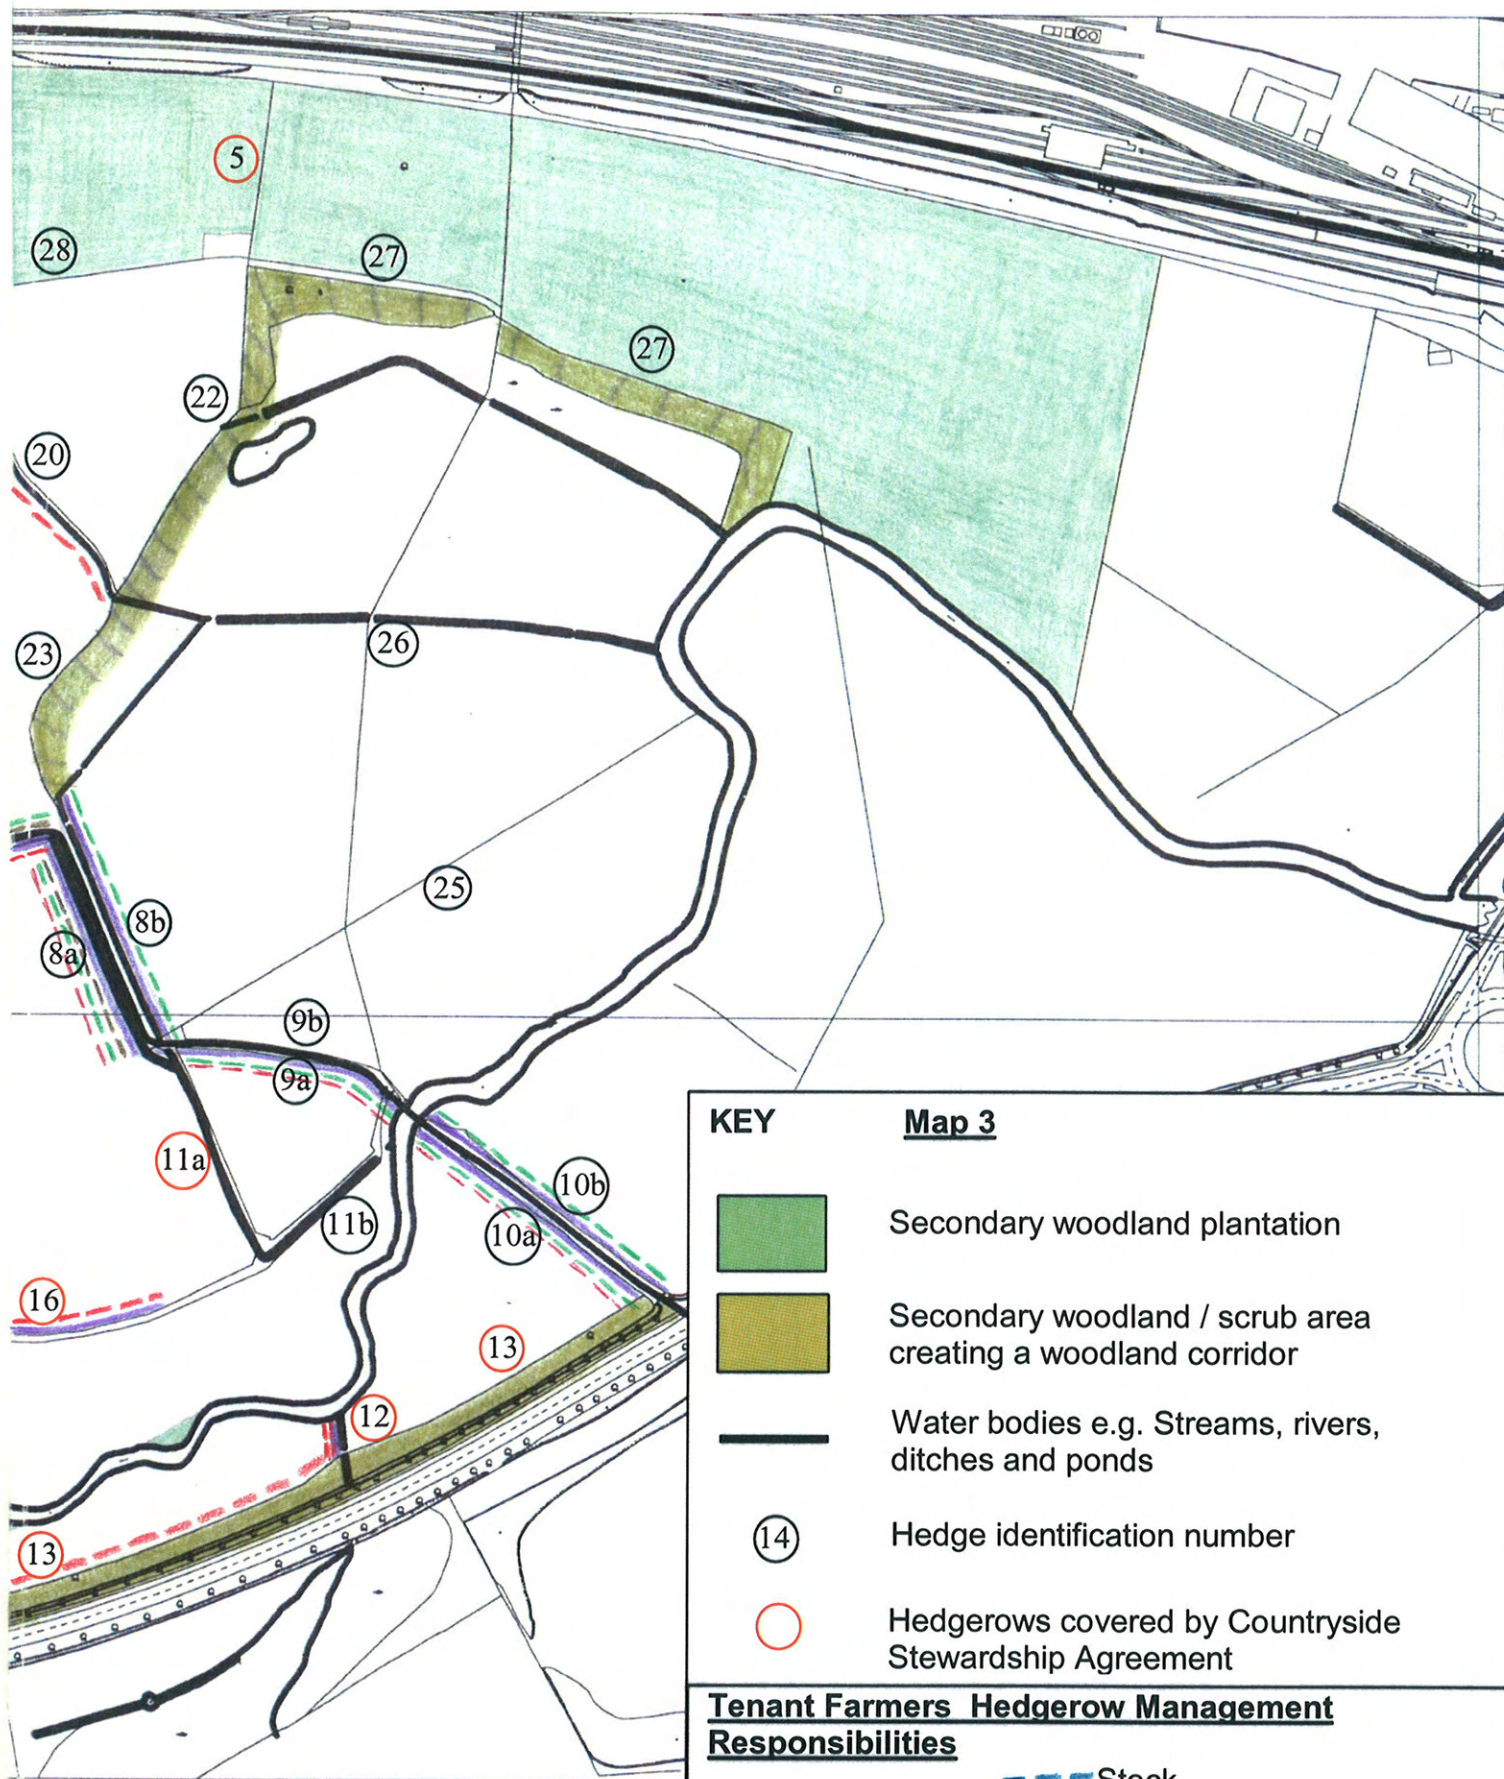 5
28
27
27
22
20
26
23
25
8b
8a
9b
9a
11a
10b
11b
10a
16
13
12
13
KEY Map 3
Secondary woodland plantation
Secondary woodland / scrub area
creating a woodland corridor
Water bodies e.g. Streams, rivers,
ditches and ponds
14 Hedge identification number
Hedgerows covered by Countryside
Stewardship Agreement
Tenant Farmers Hedgerow Management
Responsibilities
Stock